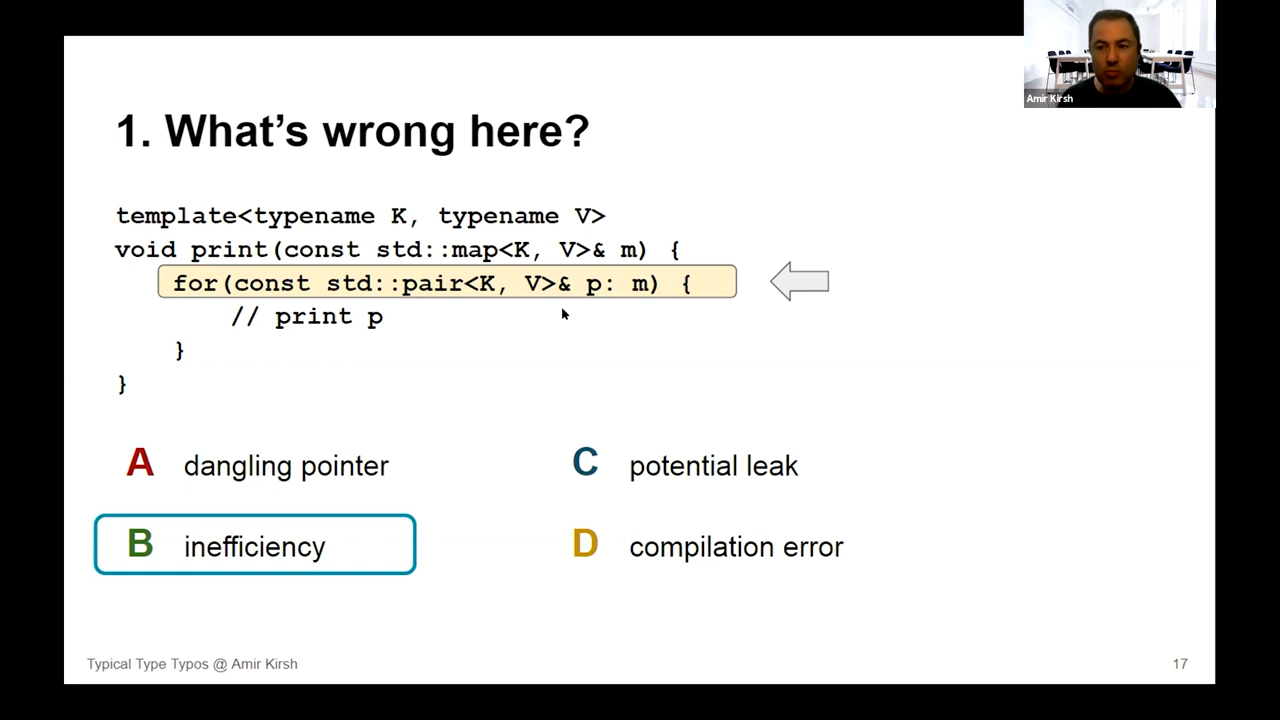 Amir Kirsh
1. What's wrong here?
template<typename K, typename V>
void print(const std::map<K, V>& m) {
for(const std::pair<K, V>& p: m) {
// print p
}
}
A dangling pointer
C potential leak
B inefficiency
D compilation error
Typical Type Typos @ Amir Kirsh
17